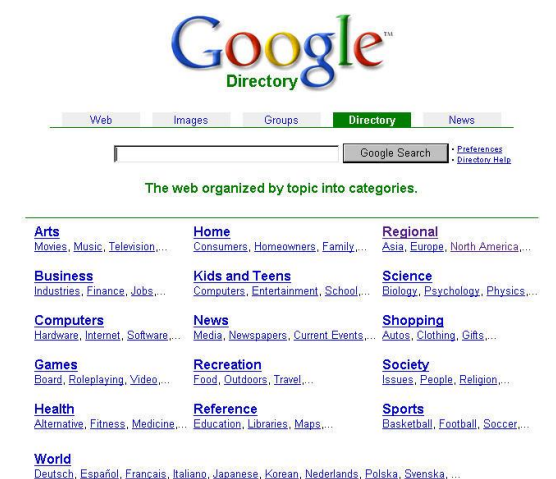 Google™
Directory
Web Images Groups Directory News
Google Search
· Preferences
· Directory Help
The web organized by topic into categories.
Arts Home Regional
Movies, Music, Television,... Consumers, Homeowners, Family,... Asia, Europe, North America,...
Business Kids and Teens Science
Industries, Finance, Jobs,... Computers, Entertainment, School,... Biology, Psychology, Physics,...
Computers News Shopping
Hardware, Internet, Software,... Media, Newspapers, Current Events,... Autos, Clothing, Gifts,...
Games Recreation Society
Board, Roleplaying, Video,... Food, Outdoors, Travel,... Issues, People, Religion,...
Health Reference Sports
Alternative, Fitness, Medicine,... Education, Libraries, Maps,... Basketball, Football, Soccer,...
World
Deutsch, Español, Français, Italiano, Japanese, Korean, Nederlands, Polska, Svenska, ...